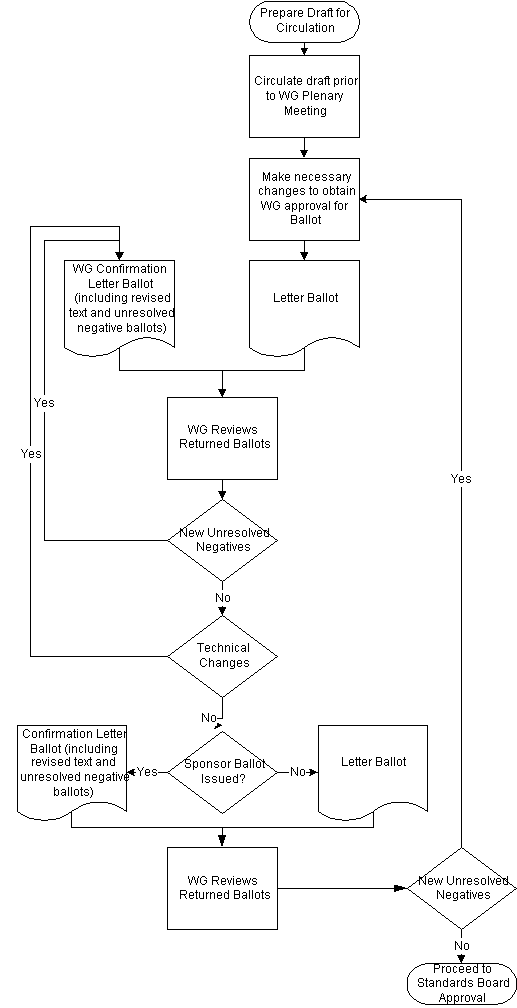 Prepare Draft for
Circulation
Circulate draft prior
to WG Plenary
Meeting
Make necessary
changes to obtain
WG approval for
Ballot
WG Confirmation
Letter Ballot
(including revised
text and unresolved
negative ballots)
Letter Ballot
Yes
WG Reviews
Returned Ballots
Yes
Yes
New Unresolved
Negatives
No
Technical
Changes
No
Confirmation Letter
Ballot (including
revised text and
unresolved negative
ballots)
Yes
Sponsor Ballot
Issued?
No
Letter Ballot
WG Reviews
Returned Ballots
New Unresolved
Negatives
No
Proceed to
Standards Board
Approval